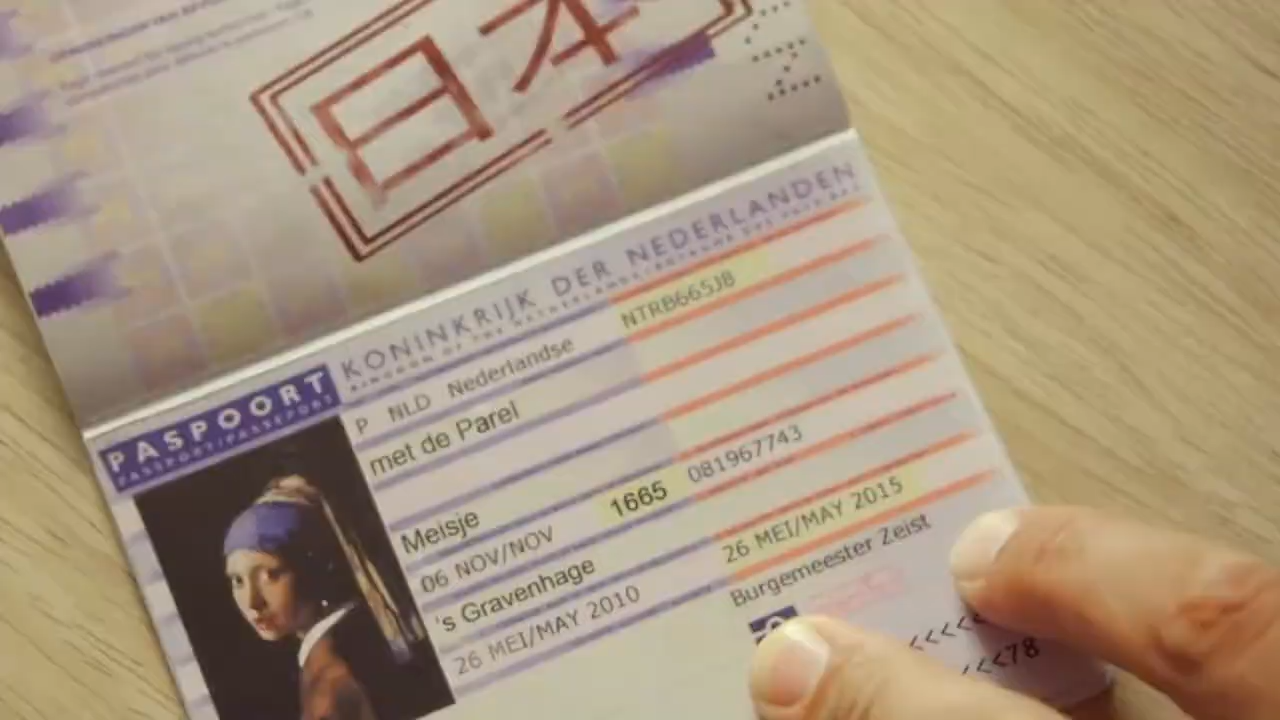 日本
KONINKRIJK DER NEDERLANDEN
PASPOORT
PASSPORT/PASSEPORT
P NLD Nederlandse NTRB665J8
met de Parel
Meisje
06 NOV/NOV 1665 081967743
's Gravenhage
26 MEI/MAY 2010 26 MEI/MAY 2015
Burgemeester Zeist
<<<<<
<<<78